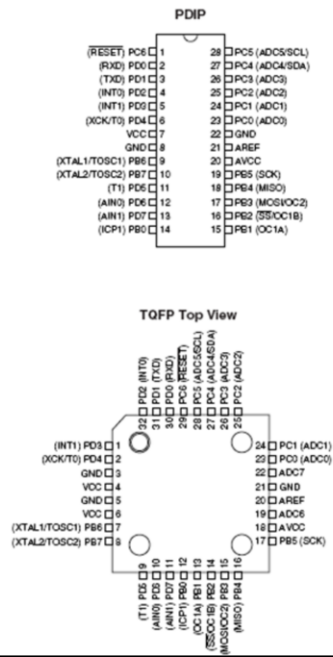 PDIP
(RESET) PC6 1
(RXD) PD0 2
(TXD) PD1 3
(INT0) PD2 4
(INT1) PD3 5
(XCK/T0) PD4 6
VCC 7
GND 8
(XTAL1/TOSC1) PB6 9
(XTAL2/TOSC2) PB7 10
(T1) PD5 11
(AIN0) PD6 12
(AIN1) PD7 13
(ICP1) PB0 14
28 PC5 (ADC5/SCL)
27 PC4 (ADC4/SDA)
26 PC3 (ADC3)
25 PC2 (ADC2)
24 PC1 (ADC1)
23 PC0 (ADC0)
22 GND
21 AREF
20 AVCC
19 PB5 (SCK)
18 PB4 (MISO)
17 PB3 (MOSI/OC2)
16 PB2 (SS/OC1B)
15 PB1 (OC1A)
TQFP Top View
32 PD2 (INT0)
31 PD1 (TXD)
30 PD0 (RXD)
29 PC6 (RESET)
28 PC5 (ADC5/SCL)
27 PC4 (ADC4/SDA)
26 PC3 (ADC3)
25 PC2 (ADC2)
(INT1) PD3 1
(XCK/T0) PD4 2
GND 3
VCC 4
GND 5
VCC 6
(XTAL1/TOSC1) PB6 7
(XTAL2/TOSC2) PB7 8
24 PC1 (ADC1)
23 PC0 (ADC0)
22 ADC7
21 GND
20 AREF
19 ADC6
18 AVCC
17 PB5 (SCK)
(T1) PD5 9
(AIN0) PD6 10
(AIN1) PD7 11
(ICP1) PB0 12
(OC1A) PB1 13
(SS/OC1B) PB2 14
(MOSI/OC2) PB3 15
(MISO) PB4 16